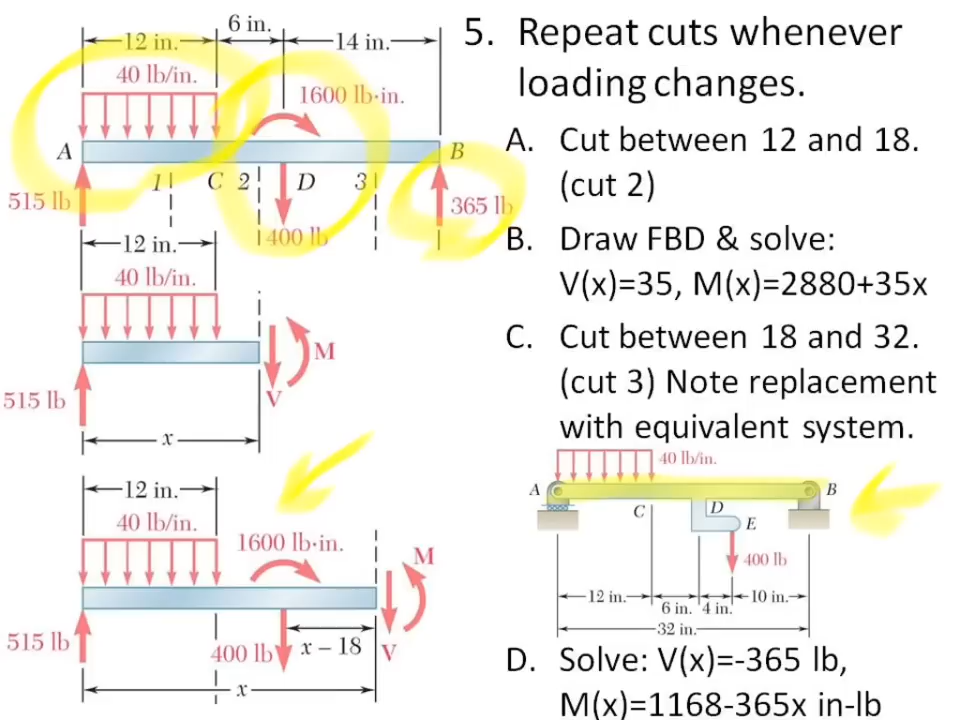 6 in.
12 in.
14 in.
40 lb/in.
1600 lb·in.
A
B
1
C
2
D
3
515 lb
365 lb
400 lb
12 in.
40 lb/in.
M
515 lb
V
x
12 in.
40 lb/in.
1600 lb·in.
M
515 lb
400 lb
x – 18
V
x
5. Repeat cuts whenever
loading changes.
A. Cut between 12 and 18.
(cut 2)
B. Draw FBD & solve:
V(x)=35, M(x)=2880+35x
C. Cut between 18 and 32.
(cut 3) Note replacement
with equivalent system.
40 lb/in.
A
B
C
D
E
400 lb
12 in.
6 in.
4 in.
10 in.
32 in.
D. Solve: V(x)=-365 lb,
M(x)=1168-365x in-lb